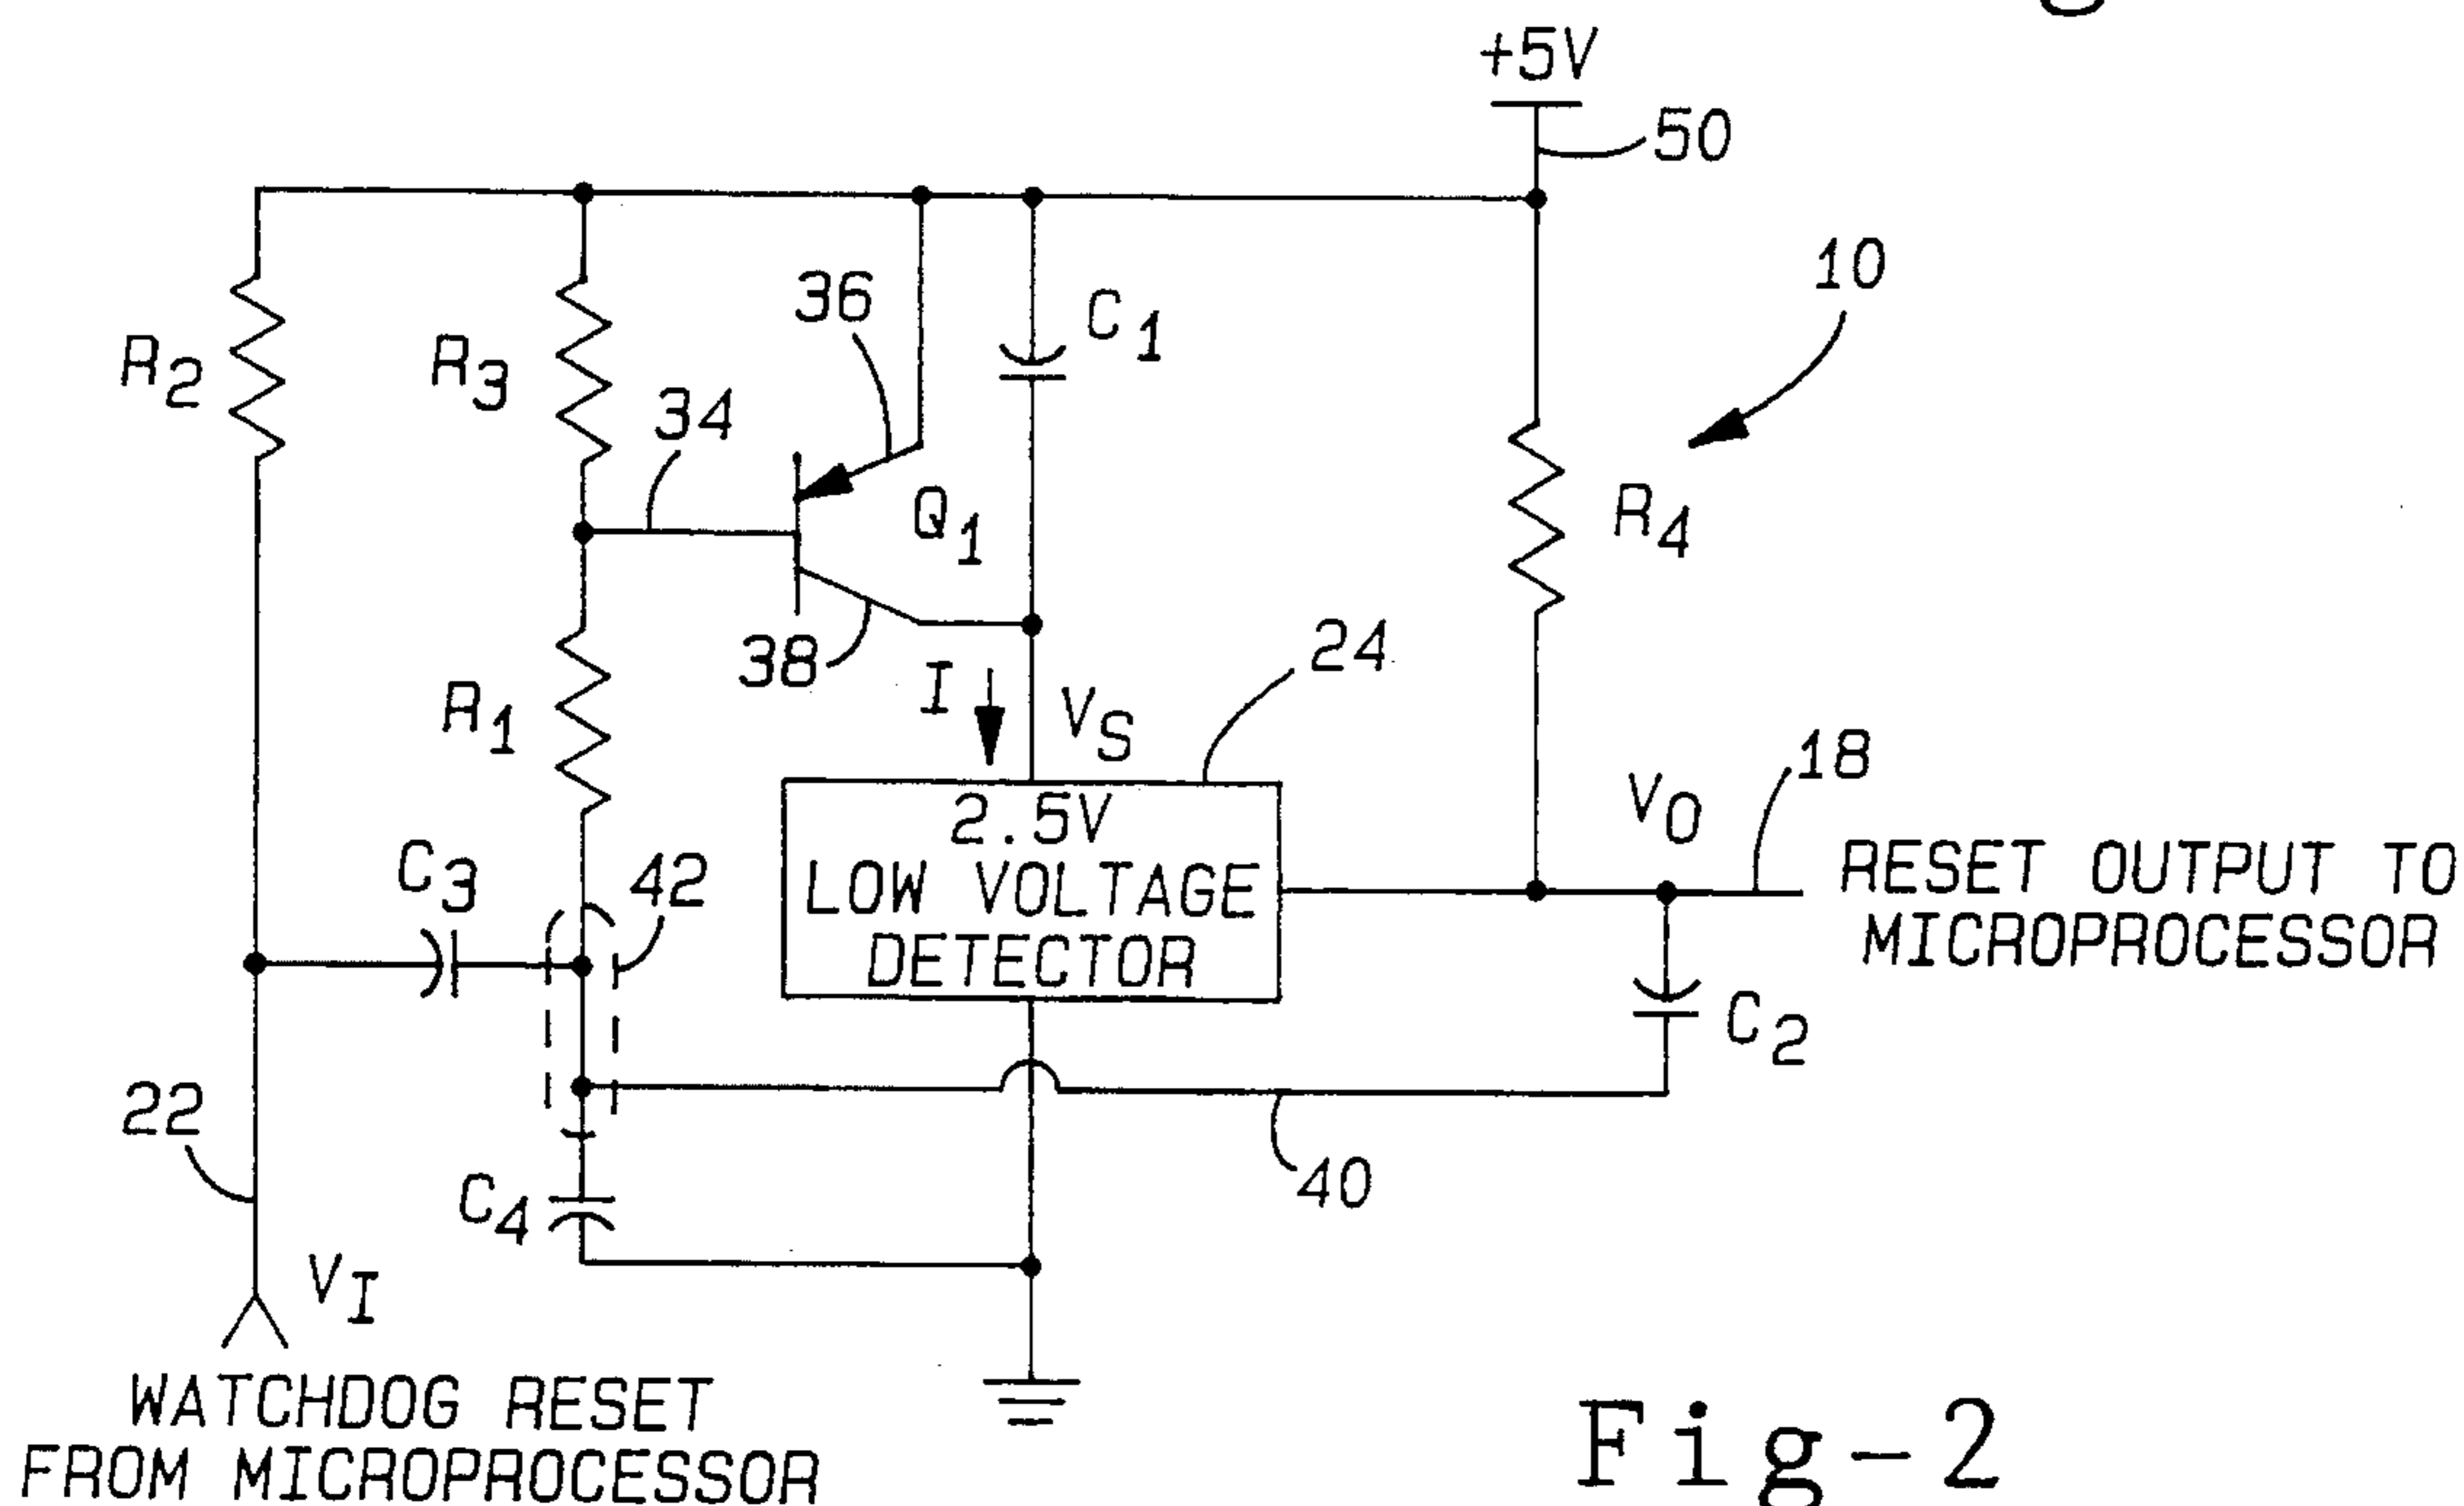 +5V
50
10
36
C1
R2
R3
34
Q1
R4
38
24
R1
I
VS
2.5V
LOW VOLTAGE
DETECTOR
18
VO
RESET OUTPUT TO
MICROPROCESSOR
C3
42
C2
22
40
C4
VI
WATCHDOG RESET
FROM MICROPROCESSOR
Fig-2